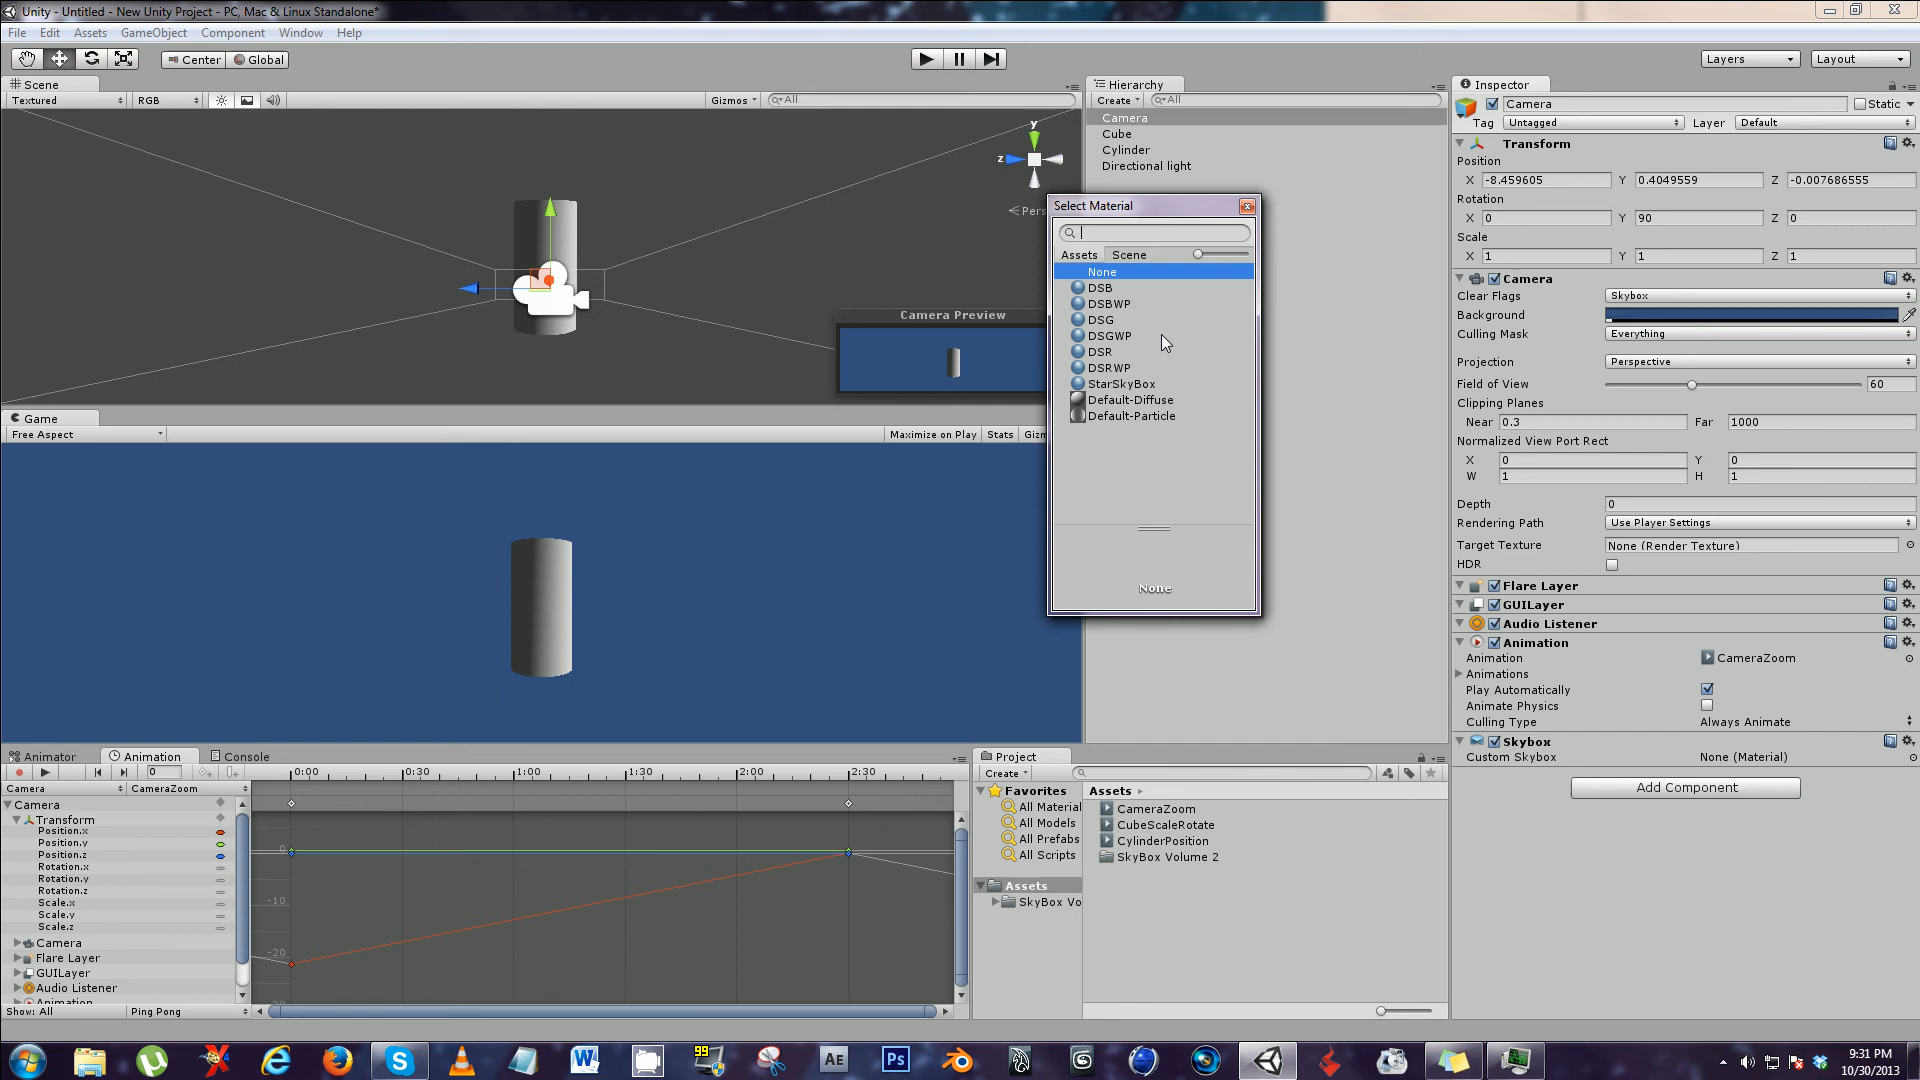 Unity - Untitled - New Unity Project - PC, Mac & Linux Standalone*
File Edit Assets GameObject Component Window Help
Center Global Layers Layout
Scene
Textured RGB Gizmos All
y
z
Pers
Camera Preview
Game
Free Aspect Maximize on Play Stats Gizm
Hierarchy
Create All
Camera
Cube
Cylinder
Directional light
Select Material
Assets Scene
None
DSB
DSBWP
DSG
DSGWP
DSR
DSRWP
StarSkyBox
Default-Diffuse
Default-Particle
None
Inspector
Camera Static
Tag Untagged Layer Default
Transform
Position
X -8.459605 Y 0.4049559 Z -0.007686555
Rotation
X 0 Y 90 Z 0
Scale
X 1 Y 1 Z 1
Camera
Clear Flags Skybox
Background
Culling Mask Everything
Projection Perspective
Field of View 60
Clipping Planes
Near 0.3 Far 1000
Normalized View Port Rect
X 0 Y 0
W 1 H 1
Depth 0
Rendering Path Use Player Settings
Target Texture None (Render Texture)
HDR
Flare Layer
GUILayer
Audio Listener
Animation
Animation CameraZoom
Animations
Play Automatically
Animate Physics
Culling Type Always Animate
Skybox
Custom Skybox None (Material)
Add Component
Animator Animation Console
0 0:00 0:30 1:00 1:30 2:00 2:30
Camera CameraZoom
Camera
Transform
Position.x
Position.y
Position.z
Rotation.x
Rotation.y
Rotation.z
Scale.x
Scale.y
Scale.z
Camera
Flare Layer
GUILayer
Audio Listener
Animation
Show: All Ping Pong
0
-10
-20
Project
Create
Favorites
All Material
All Models
All Prefabs
All Scripts
Assets
SkyBox Vo
Assets
CameraZoom
CubeScaleRotate
CylinderPosition
SkyBox Volume 2
99
Ae
Ps
9:31 PM
10/30/2013